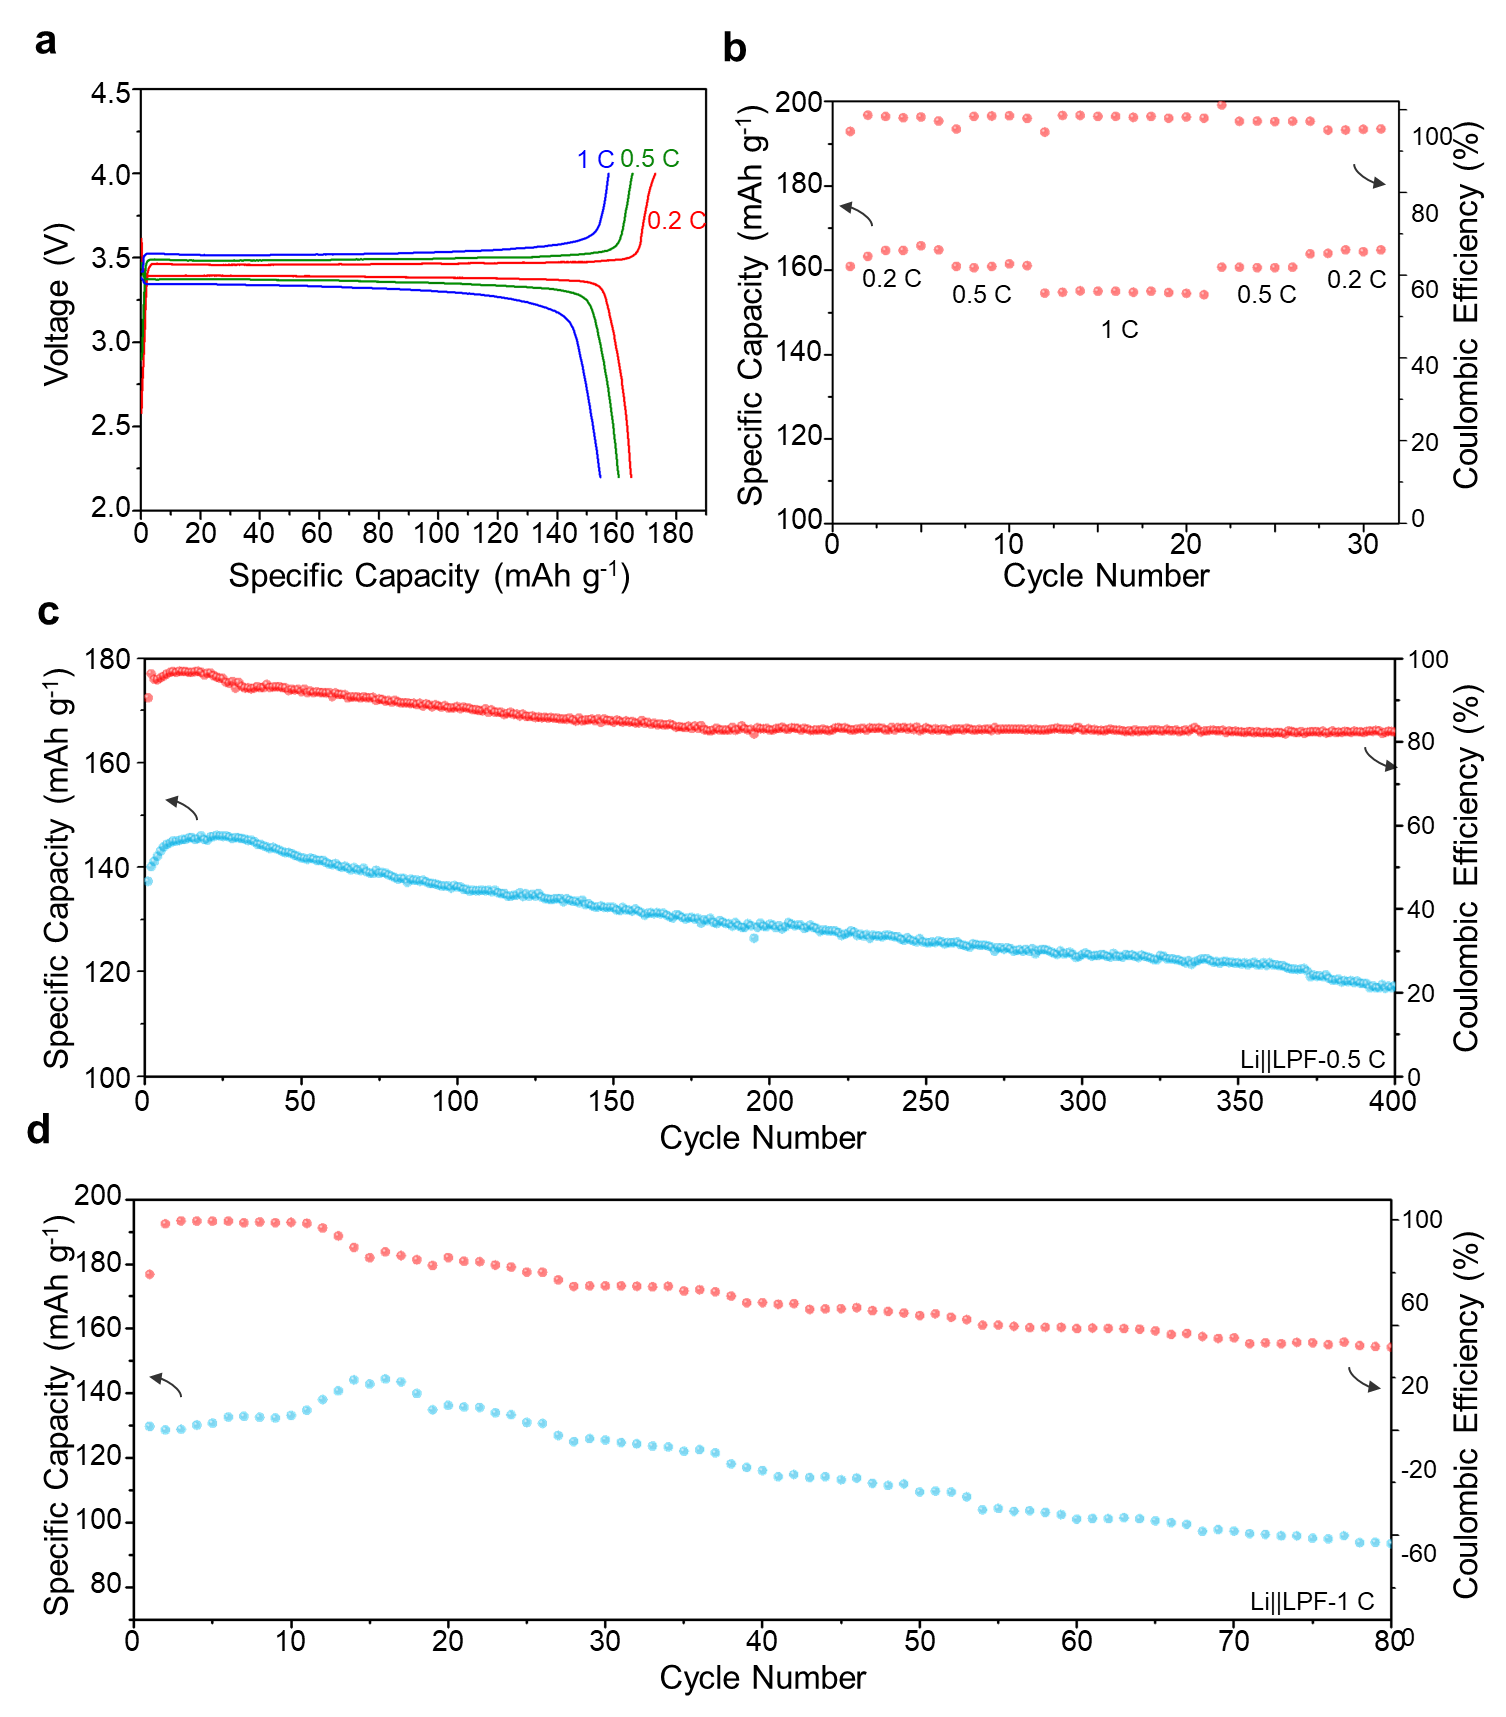 a
4.5
4.0
3.5
3.0
2.5
2.0
0 20 40 60 80 100 120 140 160 180
Voltage (V)
Specific Capacity (mAh g-1)
1 C
0.5 C
0.2 C
b
200
180
160
140
120
100
0 10 20 30
100
80
60
40
20
0
Specific Capacity (mAh g-1)
Coulombic Efficiency (%)
Cycle Number
0.2 C
0.5 C
1 C
0.5 C
0.2 C
c
180
160
140
120
100
0 50 100 150 200 250 300 350 400
100
80
60
40
20
0
Specific Capacity (mAh g-1)
Coulombic Efficiency (%)
Cycle Number
Li||LPF-0.5 C
d
200
180
160
140
120
100
80
0 10 20 30 40 50 60 70 80
100
60
20
-20
-60
0
Specific Capacity (mAh g-1)
Coulombic Efficiency (%)
Cycle Number
Li||LPF-1 C